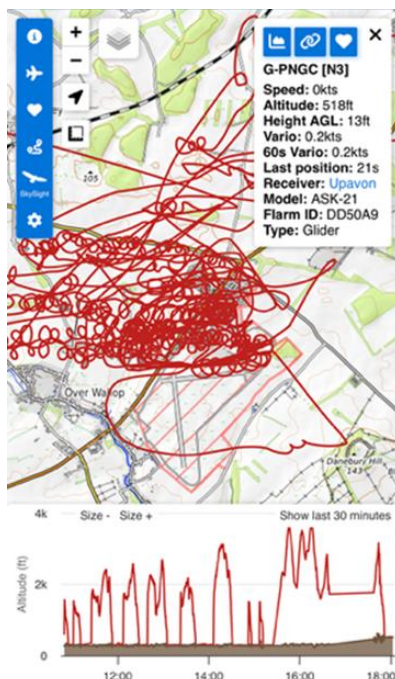 G-PNGC [N3]
Speed: 0kts
Altitude: 518ft
Height AGL: 13ft
Vario: 0.2kts
60s Vario: 0.2kts
Last position: 21s
Receiver: Upavon
Model: ASK-21
Flarm ID: DD50A9
Type: Glider
SkySight
105
Over Wallop
Danebury Hill
143
4k
Size - Size +
Show last 30 minutes
Altitude (ft)
2k
0
12:00 14:00 16:00 18:00